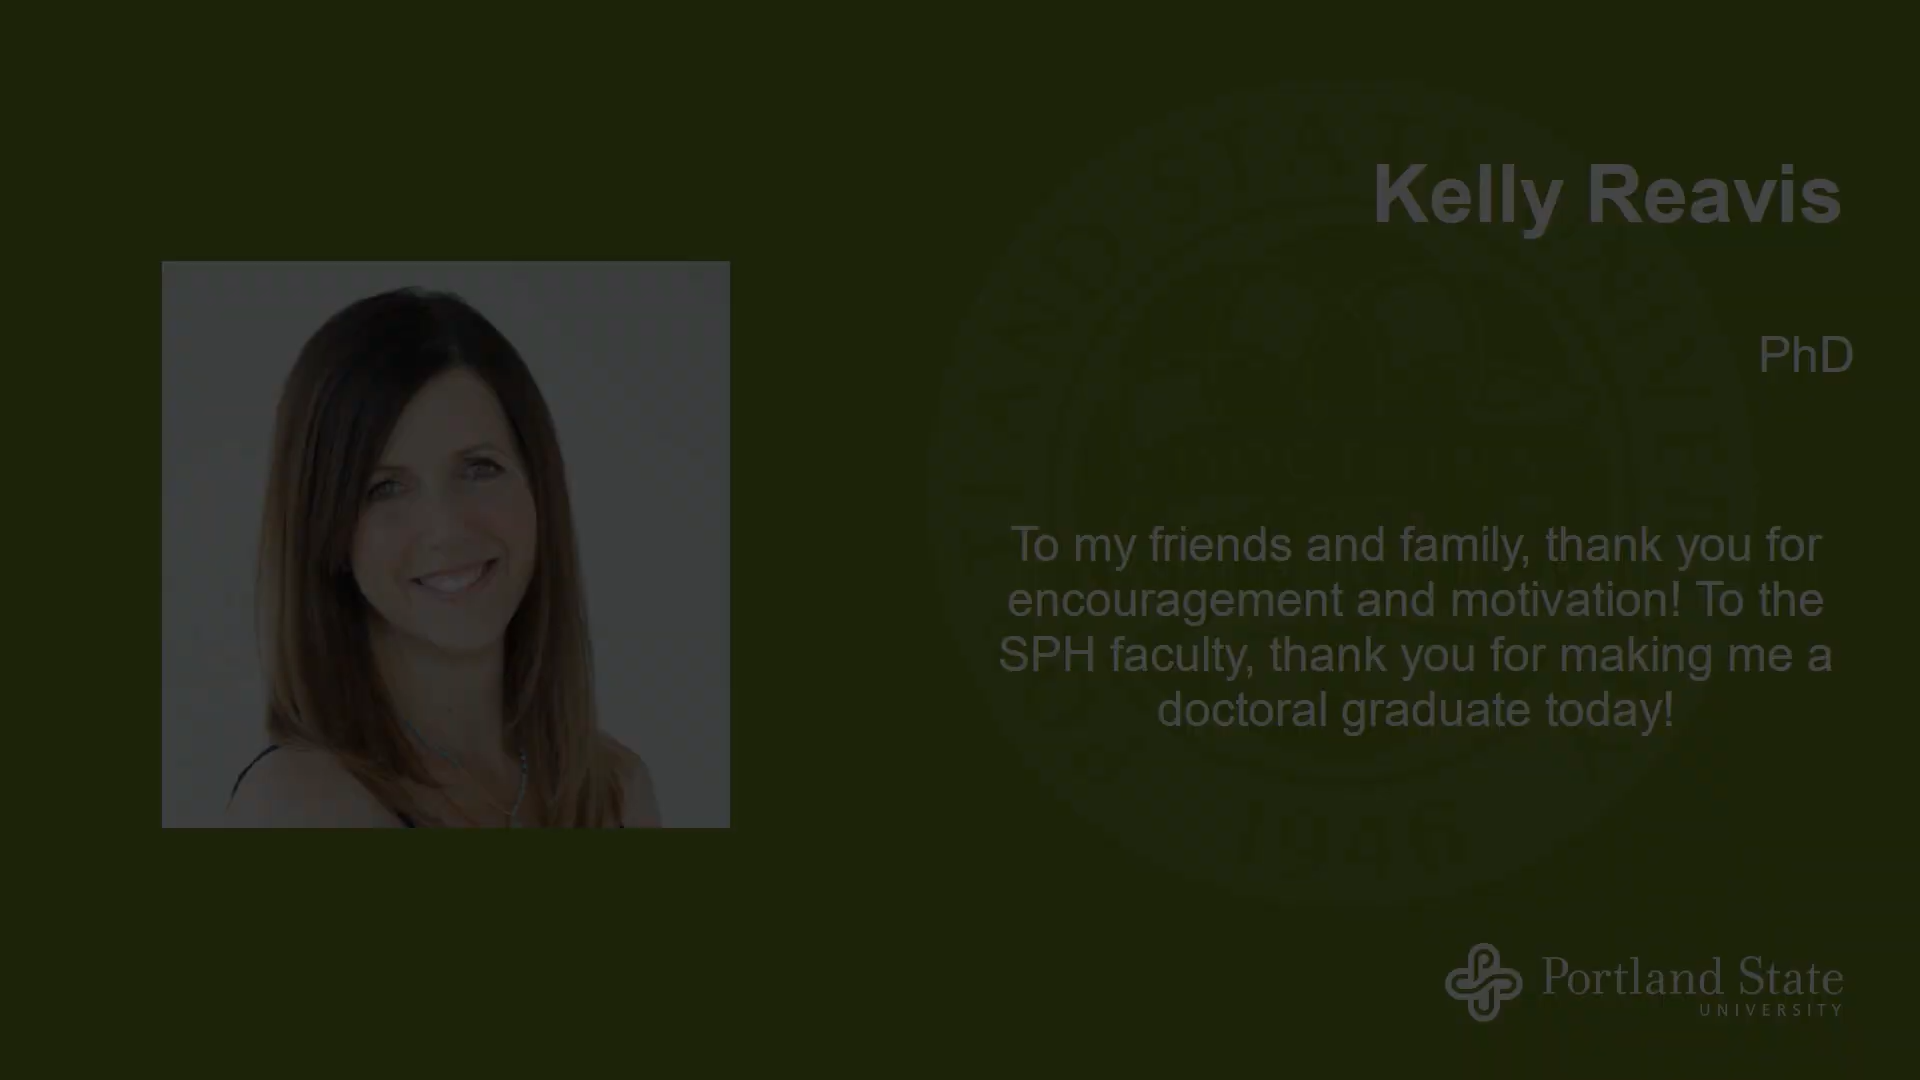 Kelly Reavis
PhD
To my friends and family, thank you for
encouragement and motivation! To the
SPH faculty, thank you for making me a
doctoral graduate today!
1946
Portland State
UNIVERSITY